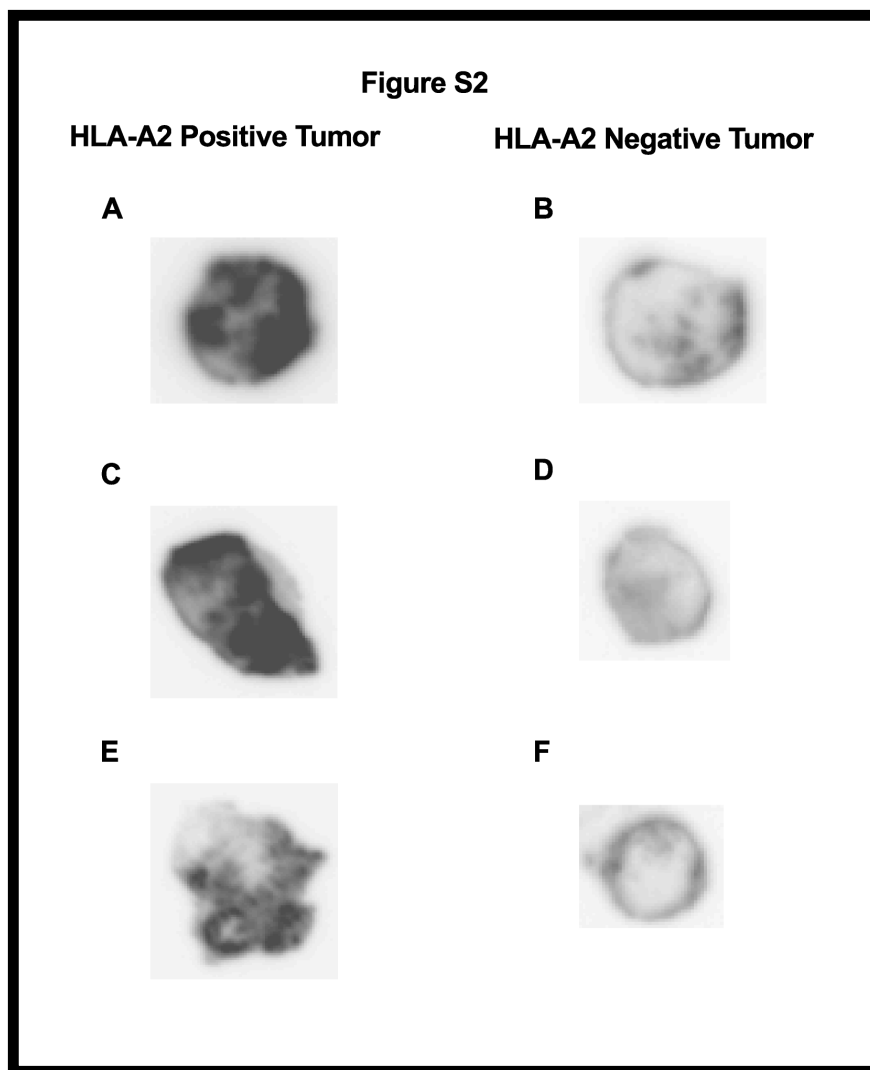 Figure S2
HLA-A2 Positive Tumor
HLA-A2 Negative Tumor
A
B
C
D
E
F